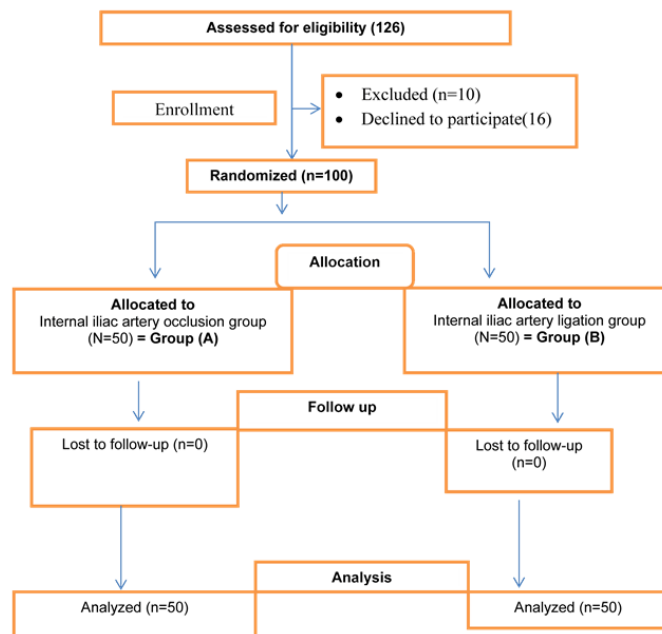 Assessed for eligibility (126)
Enrollment
• Excluded (n=10)
• Declined to participate(16)
Randomized (n=100)
Allocation
Allocated to
Internal iliac artery occlusion group
(N=50) = Group (A)
Allocated to
Internal iliac artery ligation group
(N=50) = Group (B)
Follow up
Lost to follow-up (n=0)
Lost to follow-up
(n=0)
Analysis
Analyzed (n=50)
Analyzed (n=50)